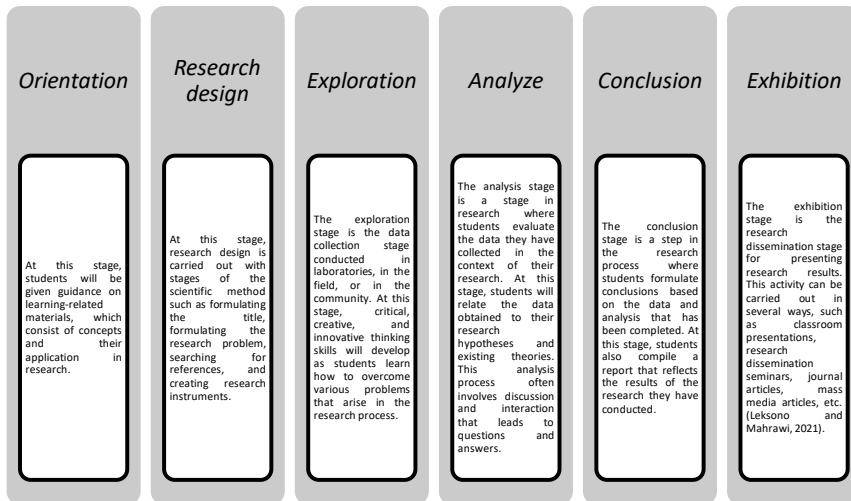 Orientation
At this stage,
students will be
given guidance on
learning-related
materials, which
consist of concepts
and their
application in
research.
Research
design
At this stage,
research design is
carried out with
stages of the
scientific method
such as formulating
the title,
formulating the
research problem,
searching for
references, and
creating research
instruments.
Exploration
The exploration
stage is the data
collection stage
conducted in
laboratories, in the
field, or in the
community. At this
stage, critical,
creative, and
innovative thinking
skills will develop
as students learn
how to overcome
various problems
that arise in the
research process.
Analyze
The analysis stage
is a stage in
research where
students evaluate
the data they have
collected in the
context of their
research. At this
stage, students will
relate the data
obtained to their
research
hypotheses and
existing theories.
This analysis
process often
involves discussion
and interaction
that leads to
questions and
answers.
Conclusion
The conclusion
stage is a step in
the research
process where
students formulate
conclusions based
on the data and
analysis that has
been completed. At
this stage, students
also compile a
report that reflects
the results of the
research they have
conducted.
Exhibition
The exhibition
stage is the
research
dissemination stage
for presenting
research results.
This activity can be
carried out in
several ways, such
as classroom
presentations,
research
dissemination
seminars, journal
articles, mass
media articles, etc.
(Leksono and
Mahrawi, 2021).